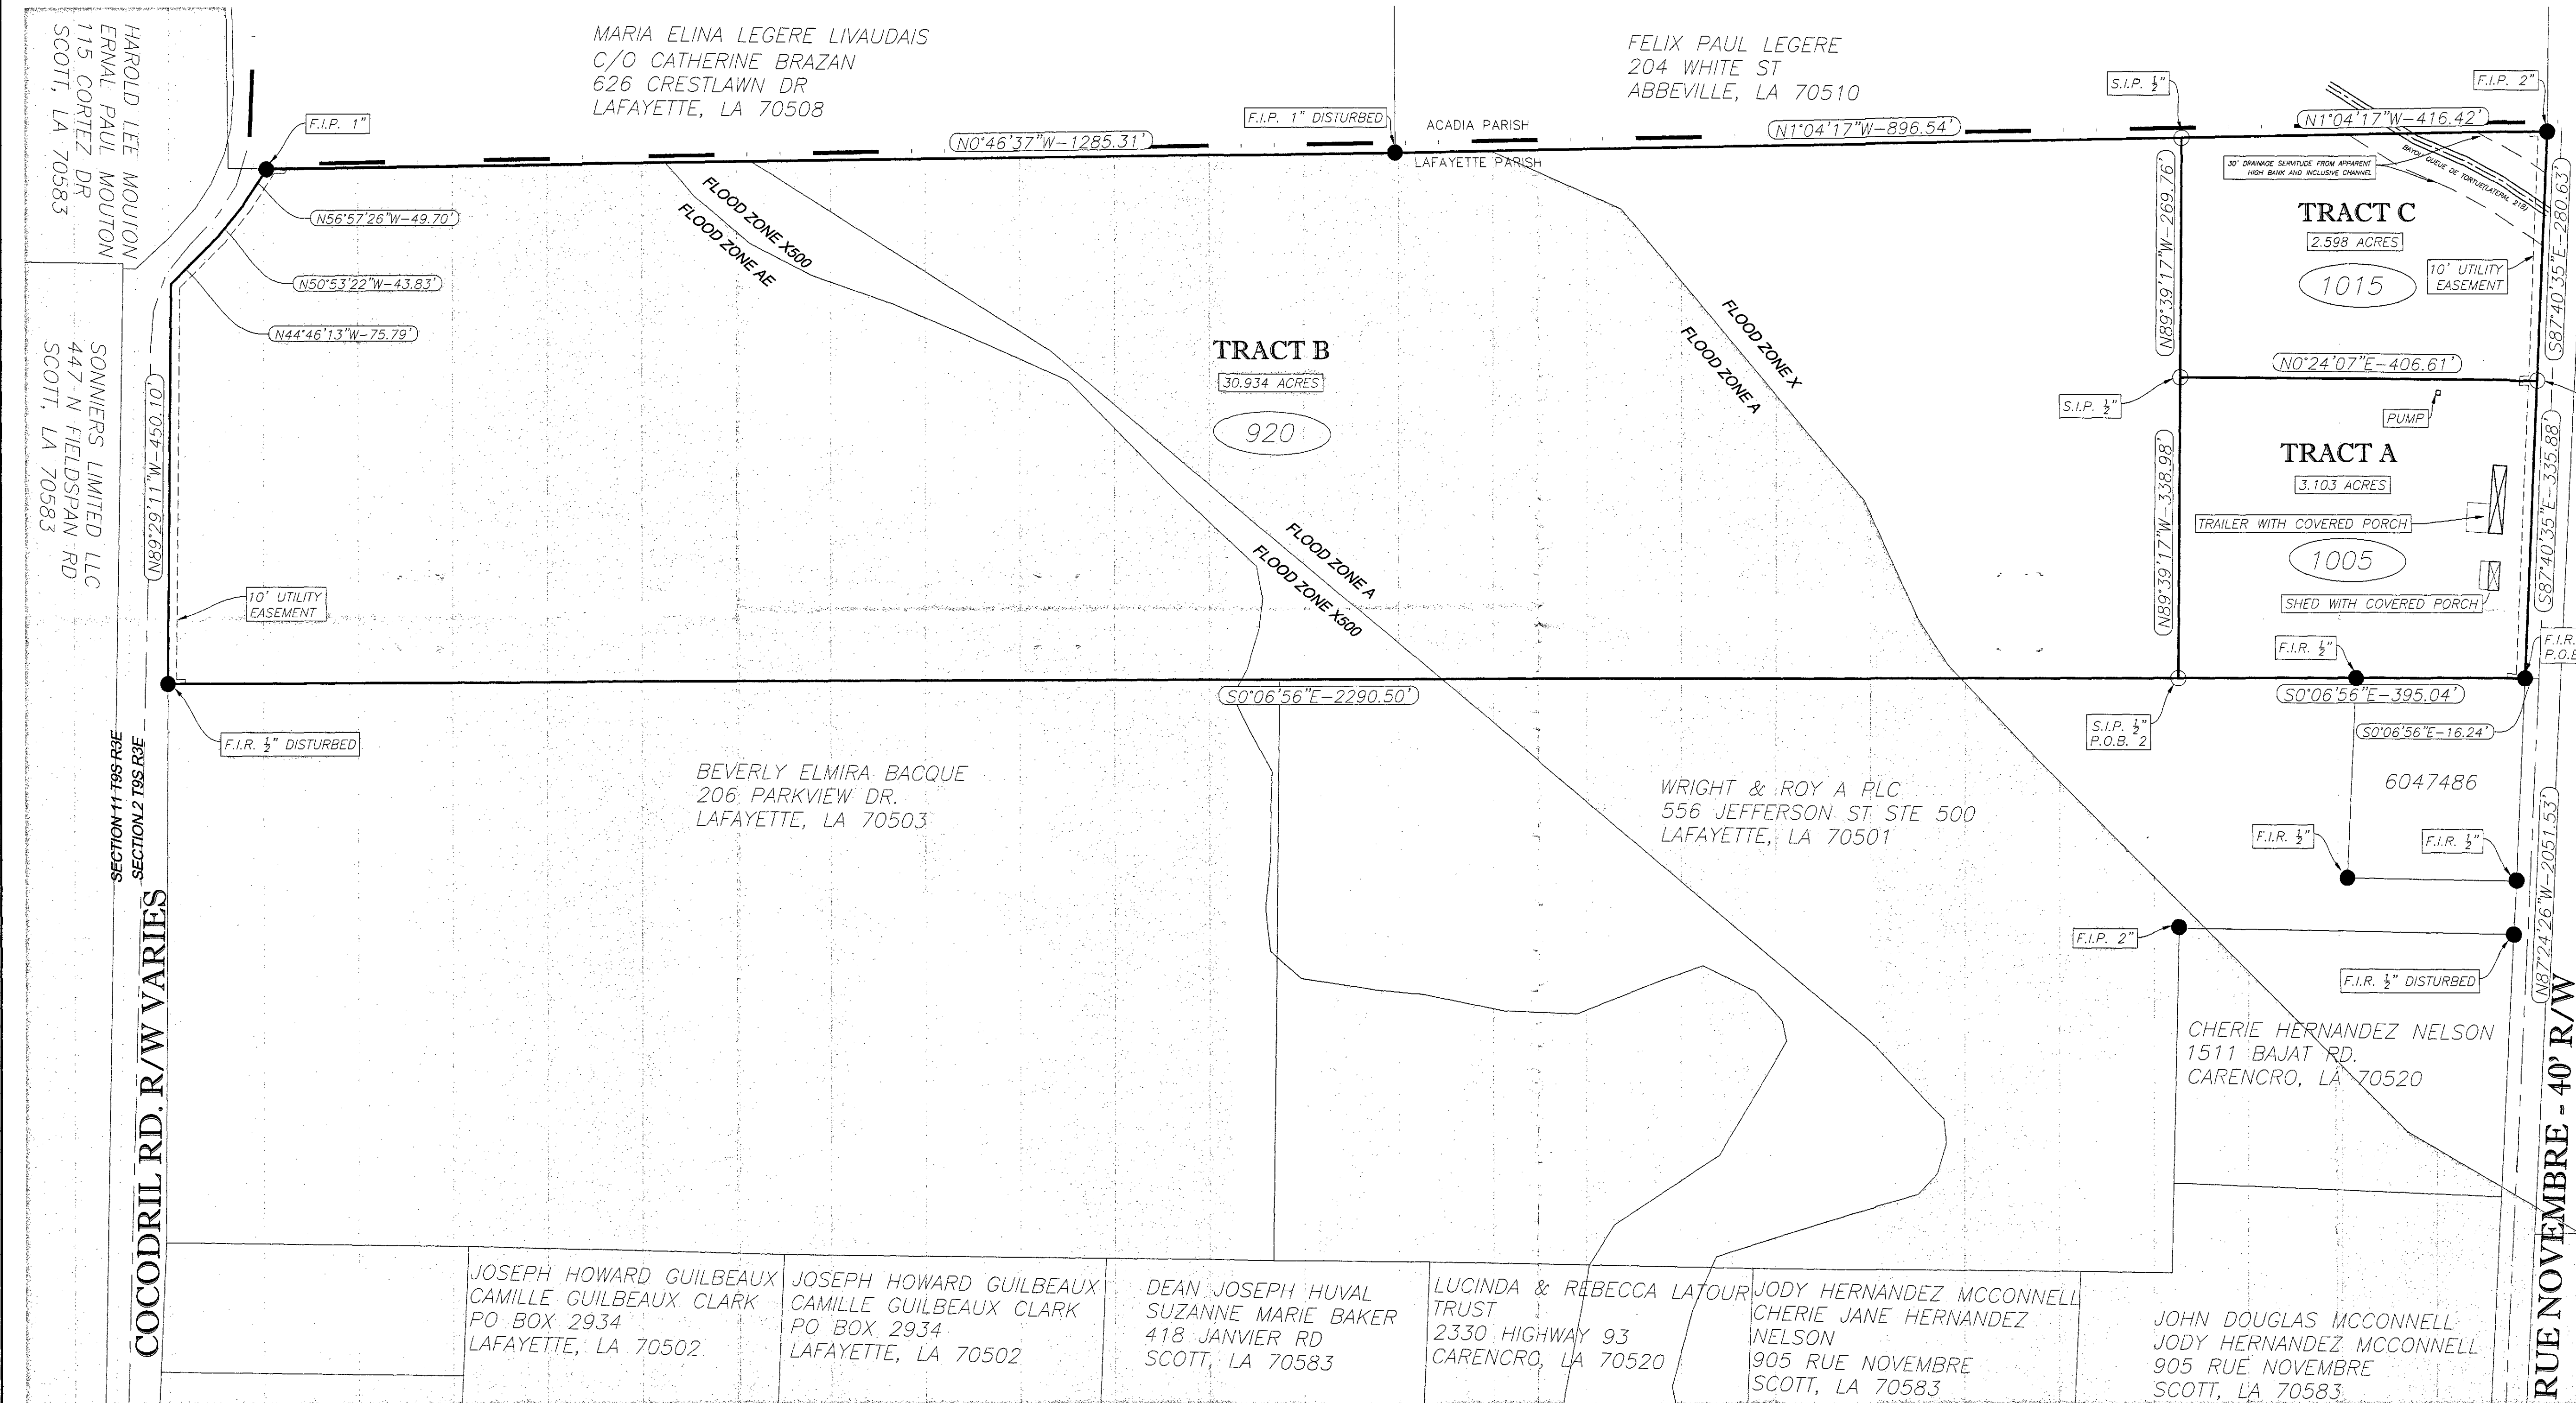 HAROLD LEE MOUTON
ERNAL PAUL MOUTON
115 CORTEZ DR
SCOTT, LA 70583
MARIA ELINA LEGERE LIVAUDAIS
C/O CATHERINE BRAZAN
626 CRESTLAWN DR
LAFAYETTE, LA 70508
FELIX PAUL LEGERE
204 WHITE ST
ABBEVILLE, LA 70510
F.I.P. 1"
F.I.P. 1" DISTURBED
S.I.P. ½"
F.I.P. 2"
ACADIA PARISH
LAFAYETTE PARISH
N0°46'37"W-1285.31'
N1°04'17"W-896.54'
N1°04'17"W-416.42'
30' DRAINAGE SERVITUDE FROM APPARENT
HIGH BANK AND INCLUSIVE CHANNEL
BAYOU QUEUE DE TORTUE(LATERAL 21B)
N56°57'26"W-49.70'
N50°53'22"W-43.83'
N44°46'13"W-75.79'
FLOOD ZONE X500
FLOOD ZONE AE
TRACT C
2.598 ACRES
1015
10' UTILITY
EASEMENT
N89°39'17"W-269.76'
S87°40'35"E-280.63'
FLOOD ZONE X
FLOOD ZONE A
TRACT B
30.934 ACRES
920
N0°24'07"E-406.61'
S.I.P. ½"
PUMP
TRACT A
3.103 ACRES
TRAILER WITH COVERED PORCH
1005
SHED WITH COVERED PORCH
N89°39'17"W-338.98'
S87°40'35"E-335.88'
SONNIERS LIMITED LLC
447 N FIELDSPAN RD
SCOTT, LA 70583
N89°29'11"W-450.10'
10' UTILITY
EASEMENT
FLOOD ZONE A
FLOOD ZONE X500
F.I.R. ½"
F.I.R.
S0°06'56"E-2290.50'
S0°06'56"E-395.04'
S0°06'56"E-16.24'
S.I.P. ½"
P.O.B. 2
F.I.R. ½" DISTURBED
SECTION 11 T9S R3E
SECTION 2 T9S R3E
BEVERLY ELMIRA BACQUE
206 PARKVIEW DR.
LAFAYETTE, LA 70503
WRIGHT & ROY A PLC
556 JEFFERSON ST STE 500
LAFAYETTE, LA 70501
6047486
F.I.R. ½"
F.I.R. ½"
N87°24'26"W-2051.53'
F.I.P. 2"
F.I.R. ½" DISTURBED
CHERIE HERNANDEZ NELSON
1511 BAJAT RD.
CARENCRO, LA 70520
COCODRIL RD. R/W VARIES
RUE NOVEMBRE - 40' R/W
JOSEPH HOWARD GUILBEAUX
CAMILLE GUILBEAUX CLARK
PO BOX 2934
LAFAYETTE, LA 70502
JOSEPH HOWARD GUILBEAUX
CAMILLE GUILBEAUX CLARK
PO BOX 2934
LAFAYETTE, LA 70502
DEAN JOSEPH HUVAL
SUZANNE MARIE BAKER
418 JANVIER RD
SCOTT, LA 70583
LUCINDA & REBECCA LATOUR
TRUST
2330 HIGHWAY 93
CARENCRO, LA 70520
JODY HERNANDEZ MCCONNELL
CHERIE JANE HERNANDEZ
NELSON
905 RUE NOVEMBRE
SCOTT, LA 70583
JOHN DOUGLAS MCCONNELL
JODY HERNANDEZ MCCONNELL
905 RUE NOVEMBRE
SCOTT, LA 70583